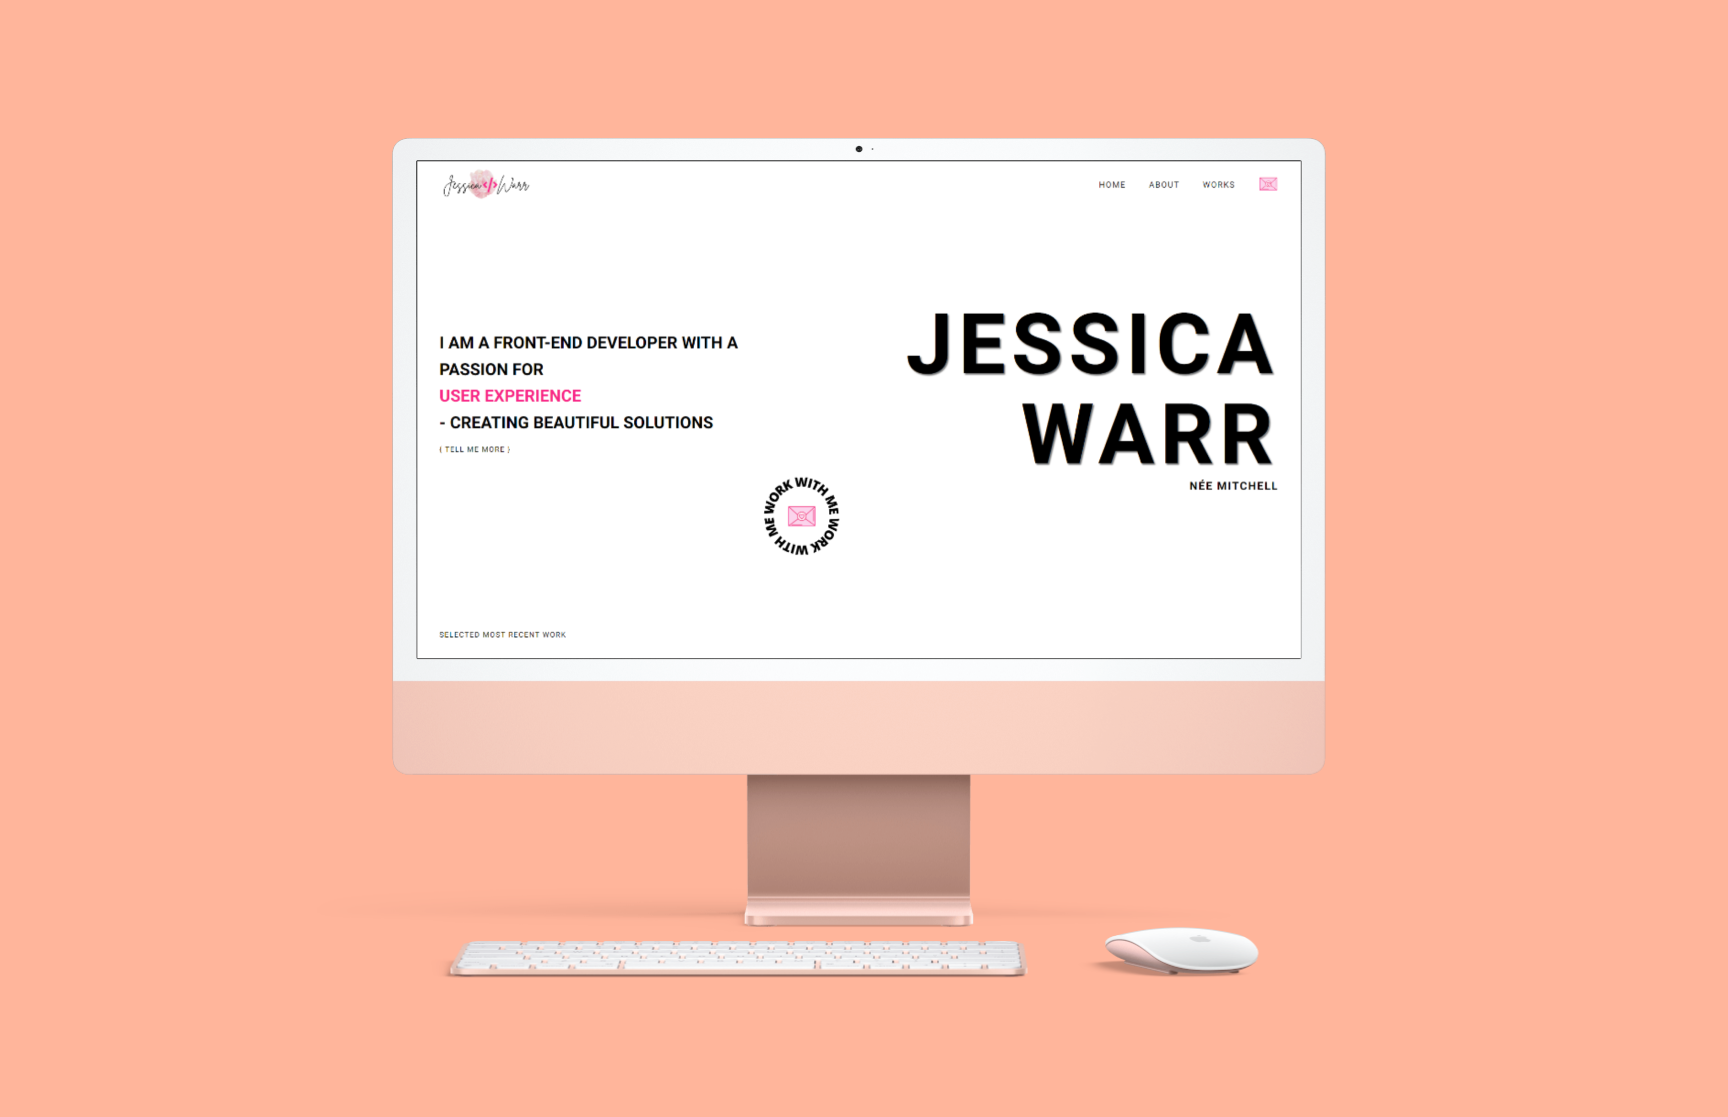 Jessica </> Warr
HOME ABOUT WORKS
I AM A FRONT-END DEVELOPER WITH A
PASSION FOR
USER EXPERIENCE
- CREATING BEAUTIFUL SOLUTIONS
{ TELL ME MORE }
JESSICA
WARR
NÉE MITCHELL
WORK WITH ME WORK WITH ME
SELECTED MOST RECENT WORK